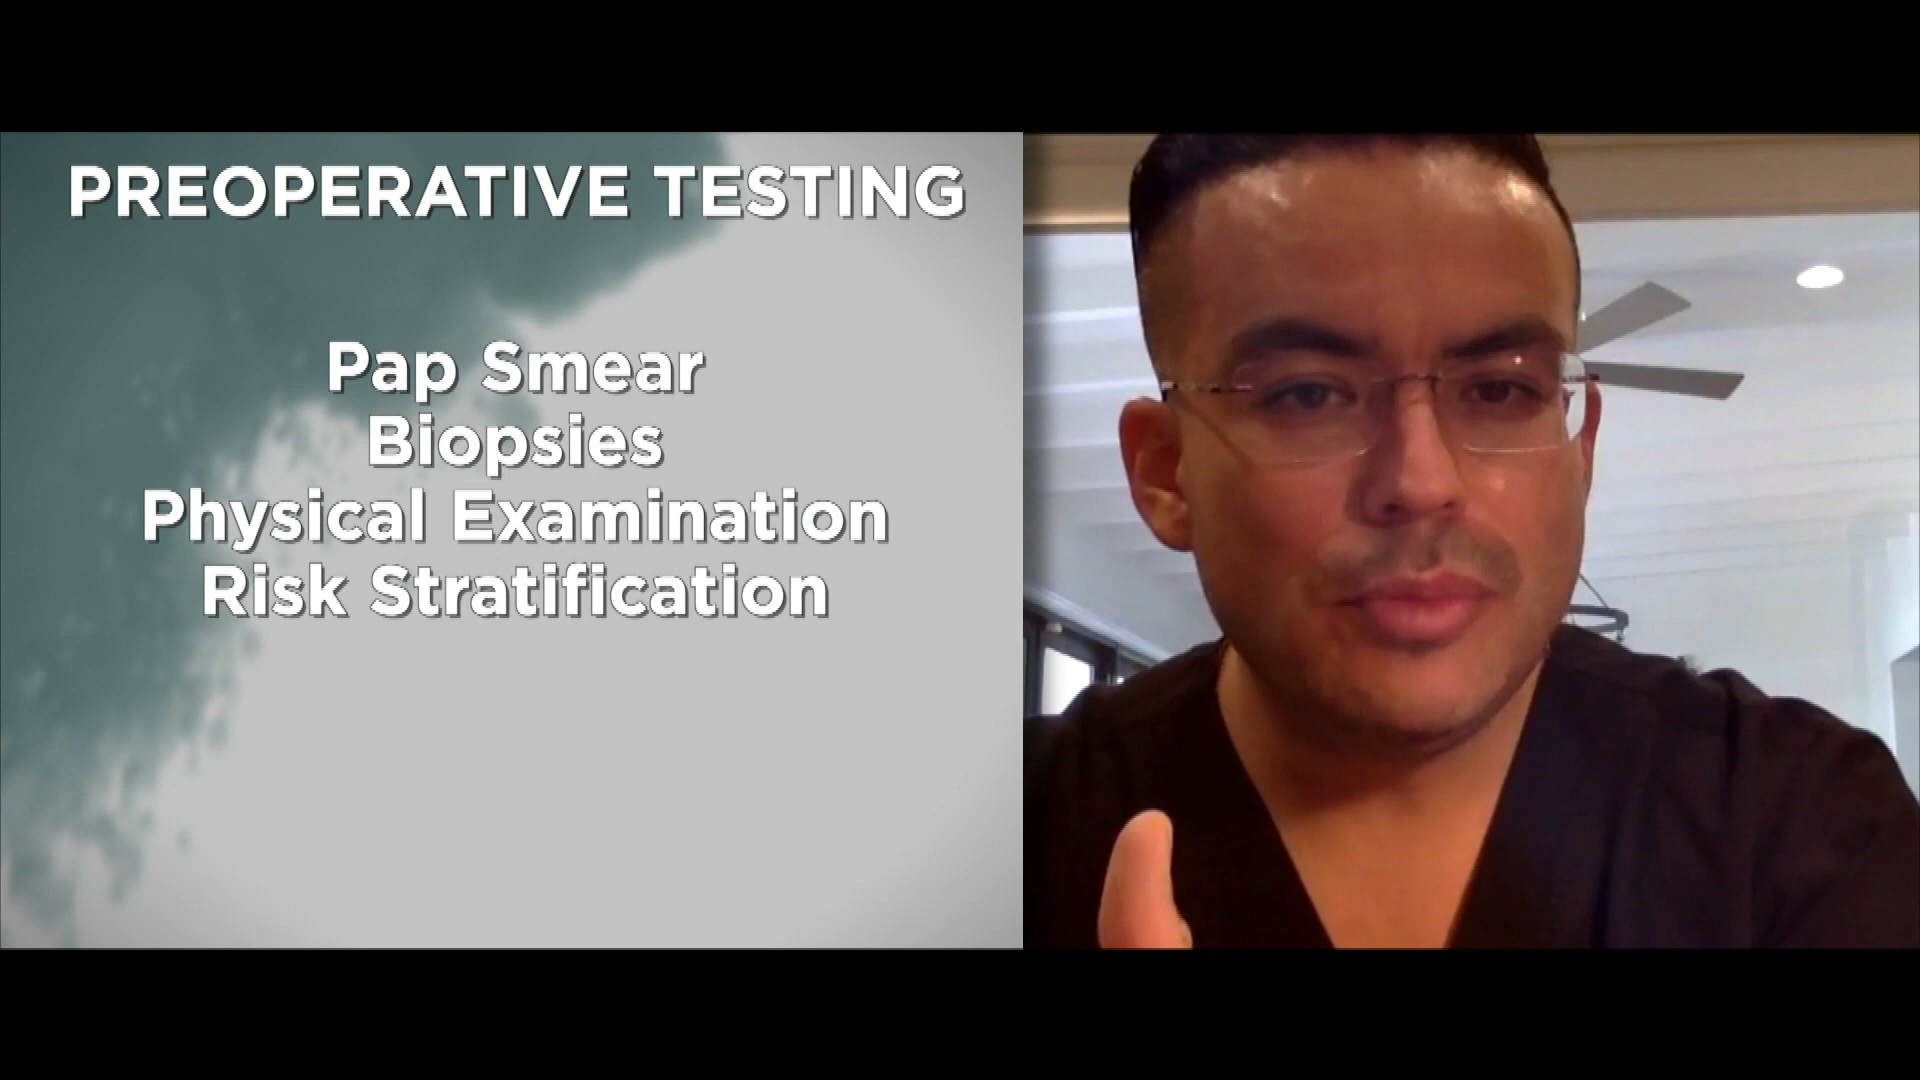 PREOPERATIVE TESTING
Pap Smear
Biopsies
Physical Examination
Risk Stratification